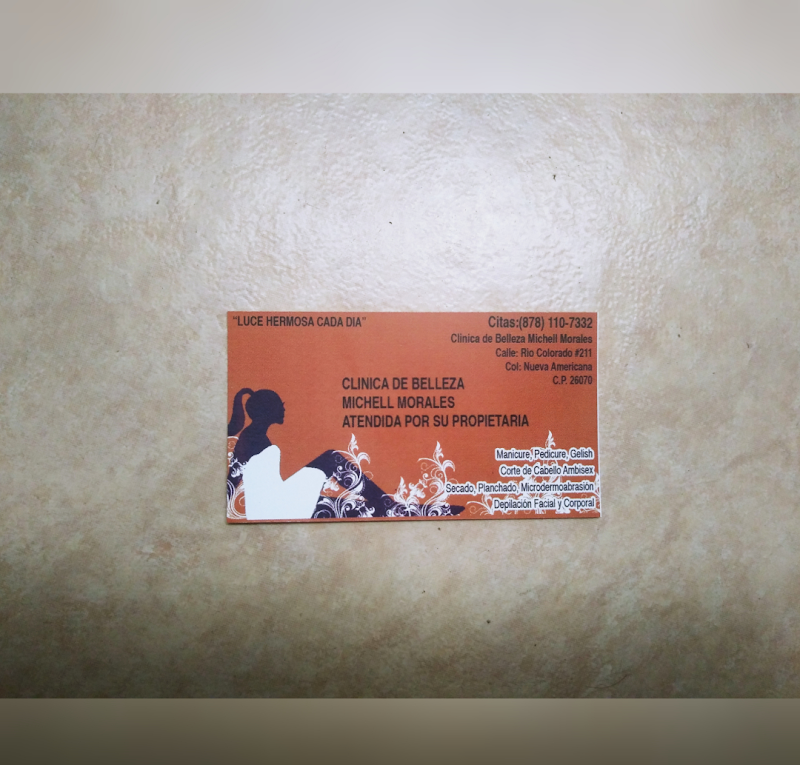 "LUCE HERMOSA CADA DIA"
Citas:(878) 110-7332
Clinica de Belleza Michell Morales
Calle: Rio Colorado #211
Col: Nueva Americana
C.P. 26070
CLINICA DE BELLEZA
MICHELL MORALES
ATENDIDA POR SU PROPIETARIA
Manicure, Pedicure, Gelish
Corte de Cabello Ambisex
Secado, Planchado, Microdermoabrasión
Depilación Facial y Corporal